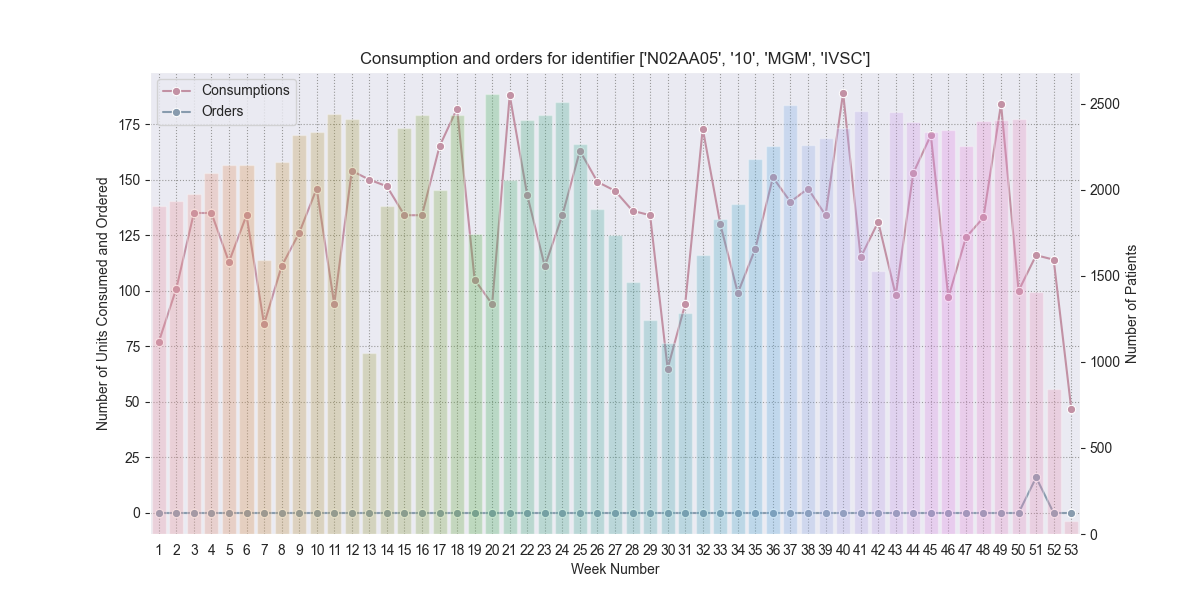 Consumption and orders for identifier ['N02AA05', '10', 'MGM', 'IVSC']
Consumptions
Orders
Number of Units Consumed and Ordered
175
150
125
100
75
50
25
0
2500
2000
1500
1000
500
0
Number of Patients
1 2 3 4 5 6 7 8 9 10 11 12 13 14 15 16 17 18 19 20 21 22 23 24 25 26 27 28 29 30 31 32 33 34 35 36 37 38 39 40 41 42 43 44 45 46 47 48 49 50 51 52 53
Week Number